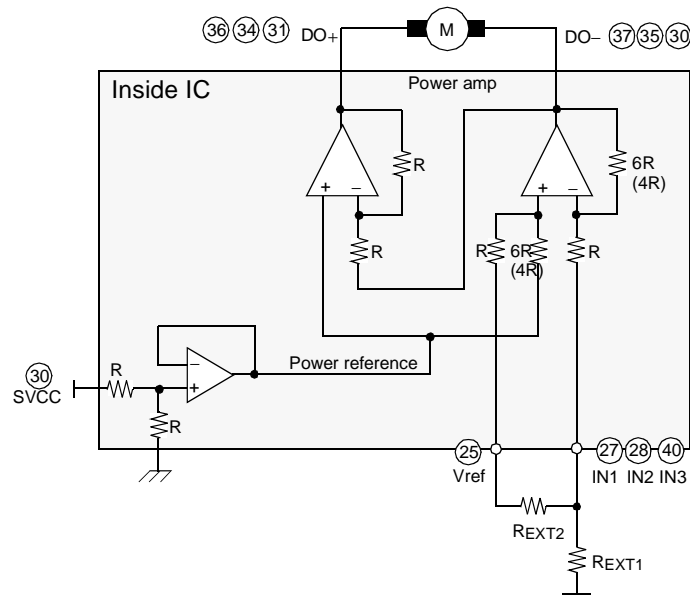 36 34 31 DO+ M DO− 37 35 30
Inside IC
Power amp
R
6R
(4R)
+ − + −
R
R 6R
(4R)
R
Power reference
30
SVCC
R
−
+
R
25
Vref
27 28 40
IN1 IN2 IN3
REXT2
REXT1